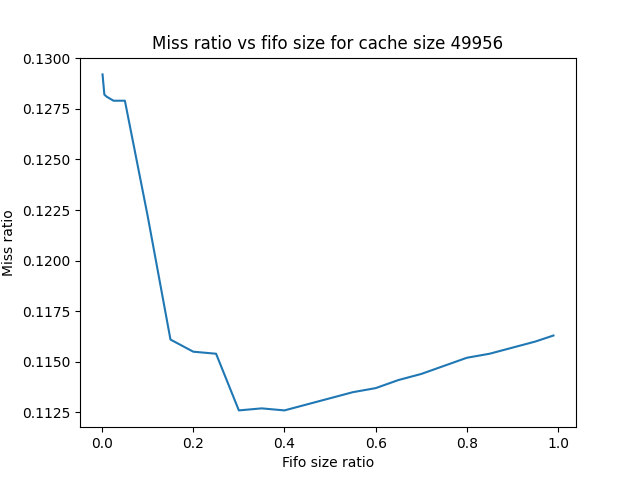 Miss ratio vs fifo size for cache size 49956
0.1300
0.1275
0.1250
0.1225
0.1200
0.1175
0.1150
0.1125
Miss ratio
0.0 0.2 0.4 0.6 0.8 1.0
Fifo size ratio